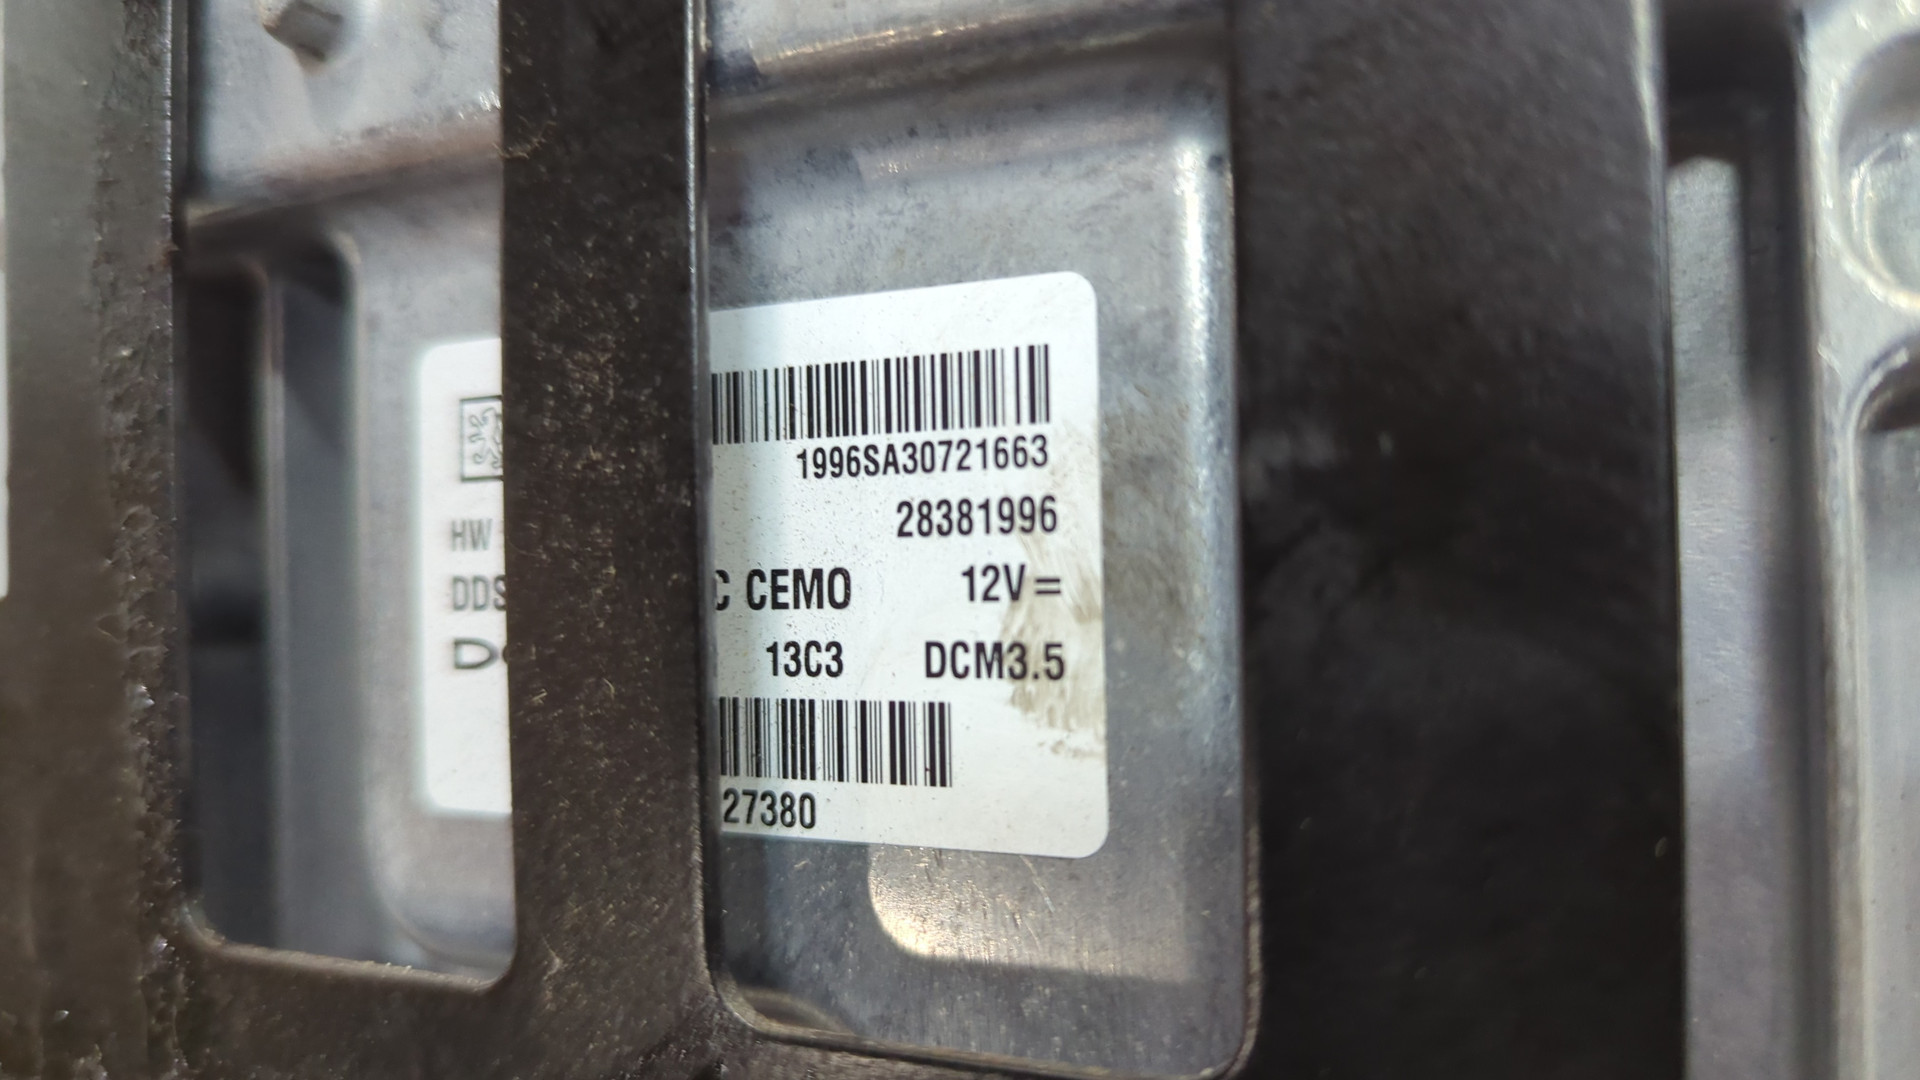 1996SA30721663
28381996
HW
C CEMO 12V=
DDS 13C3 DCM3.5
27380